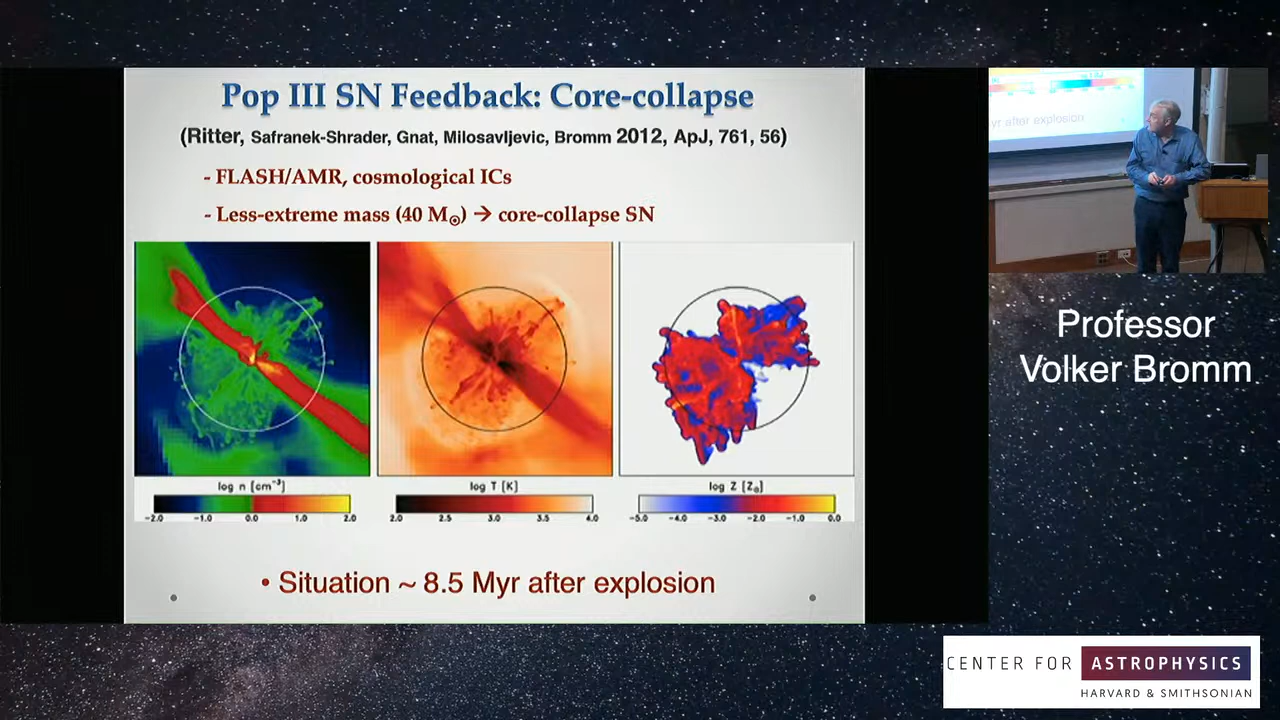 Pop III SN Feedback: Core-collapse
(Ritter, Safranek-Shrader, Gnat, Milosavljevic, Bromm 2012, ApJ, 761, 56)
- FLASH/AMR, cosmological ICs
- Less-extreme mass (40 M☉) → core-collapse SN
log n [cm⁻³]
-2.0 -1.0 0.0 1.0 2.0
log T [K]
2.0 2.5 3.0 3.5 4.0
log Z [Z☉]
-5.0 -4.0 -3.0 -2.0 -1.0 0.0
• Situation ~ 8.5 Myr after explosion
yr after explosion
Professor
Volker Bromm
CENTER FOR ASTROPHYSICS
HARVARD & SMITHSONIAN